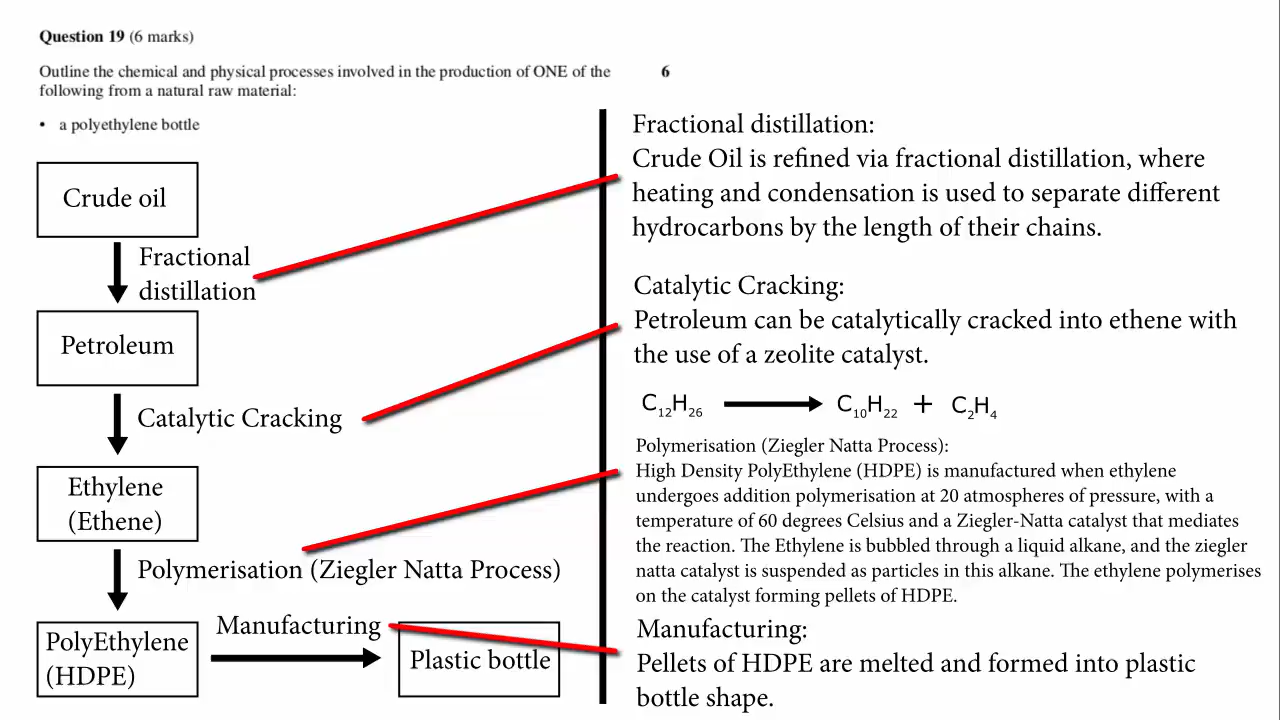 Question 19 (6 marks)
Outline the chemical and physical processes involved in the production of ONE of the
6
following from a natural raw material:
• a polyethylene bottle
Crude oil
Fractional
distillation
Petroleum
Catalytic Cracking
Ethylene
(Ethene)
Polymerisation (Ziegler Natta Process)
PolyEthylene
(HDPE)
Manufacturing
Plastic bottle
Fractional distillation:
Crude Oil is refined via fractional distillation, where
heating and condensation is used to separate different
hydrocarbons by the length of their chains.
Catalytic Cracking:
Petroleum can be catalytically cracked into ethene with
the use of a zeolite catalyst.
C₁₂H₂₆ → C₁₀H₂₂ + C₂H₄
Polymerisation (Ziegler Natta Process):
High Density PolyEthylene (HDPE) is manufactured when ethylene
undergoes addition polymerisation at 20 atmospheres of pressure, with a
temperature of 60 degrees Celsius and a Ziegler-Natta catalyst that mediates
the reaction. The Ethylene is bubbled through a liquid alkane, and the ziegler
natta catalyst is suspended as particles in this alkane. The ethylene polymerises
on the catalyst forming pellets of HDPE.
Manufacturing:
Pellets of HDPE are melted and formed into plastic
bottle shape.